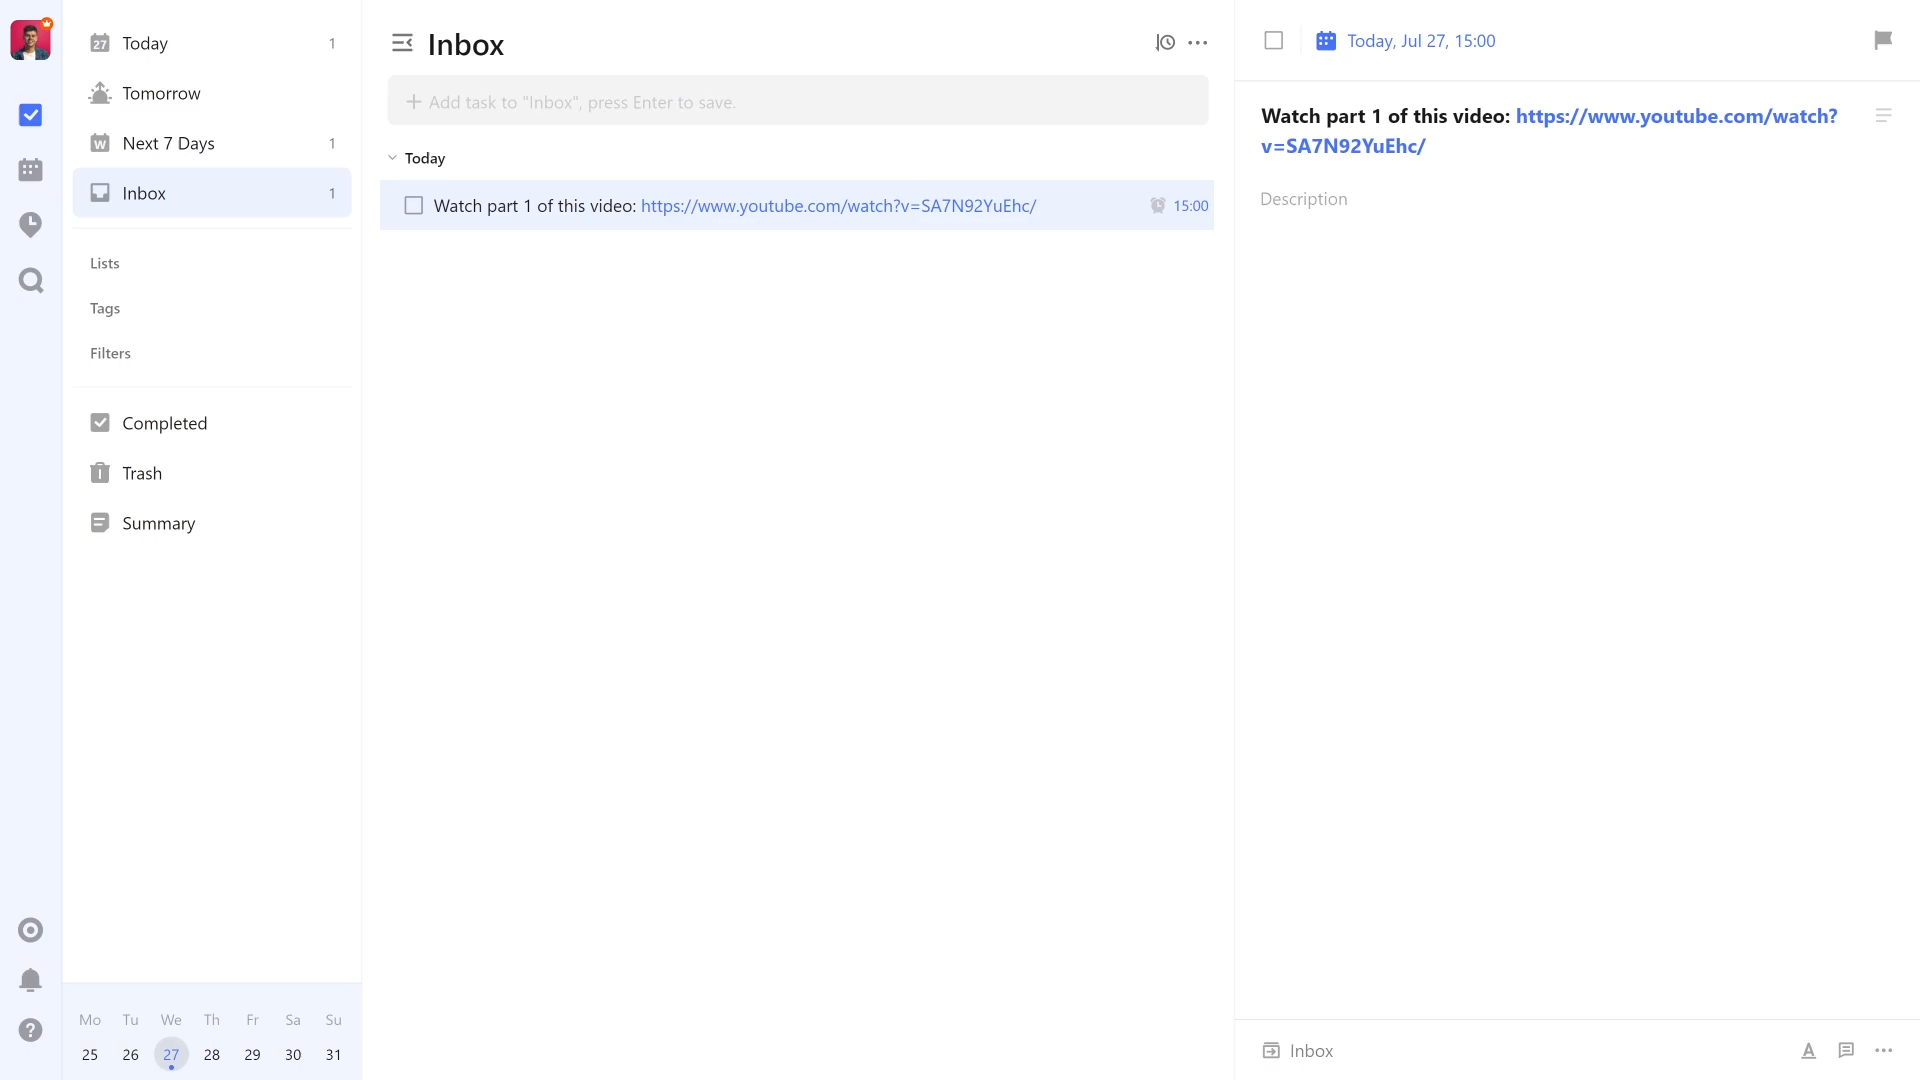 27 Today 1
Tomorrow
W Next 7 Days 1
Inbox 1
Lists
Tags
Filters
Completed
Trash
Summary
Mo Tu We Th Fr Sa Su
25 26 27 28 29 30 31
Inbox
Add task to "Inbox", press Enter to save.
Today
Watch part 1 of this video: https://www.youtube.com/watch?v=SA7N92YuEhc/ 15:00
Today, Jul 27, 15:00
Watch part 1 of this video: https://www.youtube.com/watch?
v=SA7N92YuEhc/
Description
Inbox